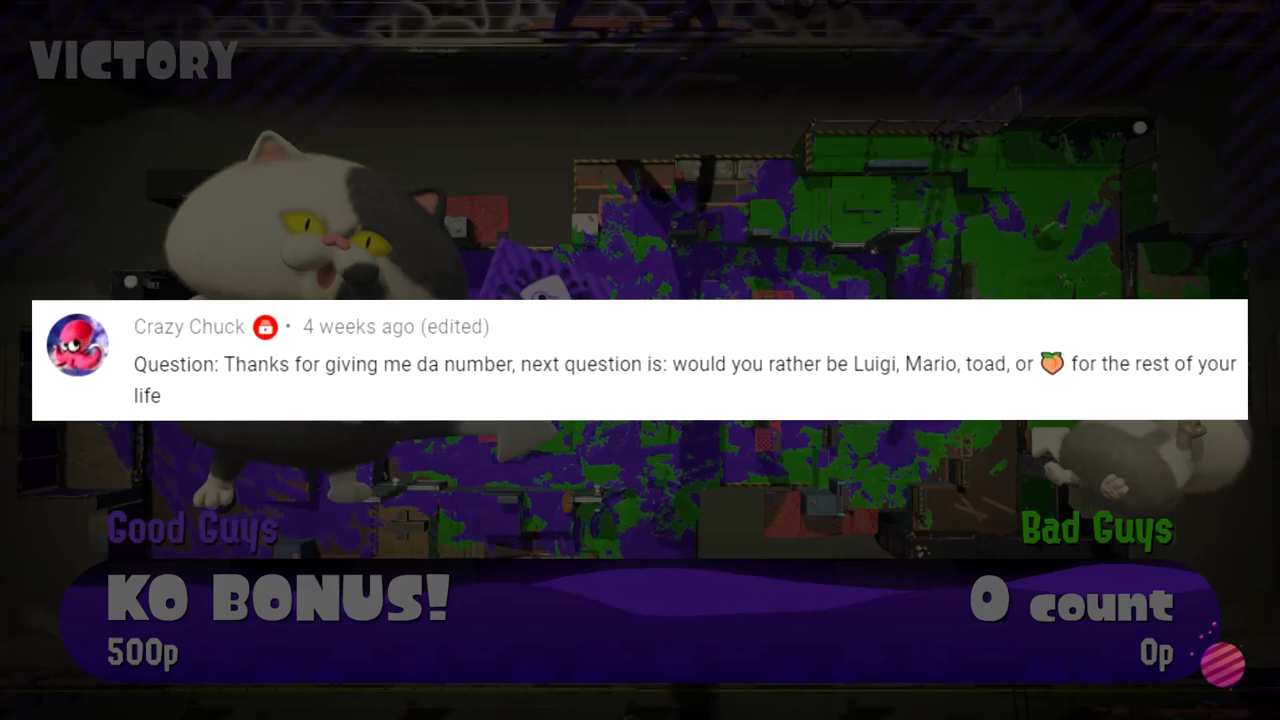 VICTORY
Crazy Chuck • 4 weeks ago (edited)
Question: Thanks for giving me da number, next question is: would you rather be Luigi, Mario, toad, or 🍑 for the rest of your
life
Good Guys
Bad Guys
KO BONUS!
0 count
500p
0p